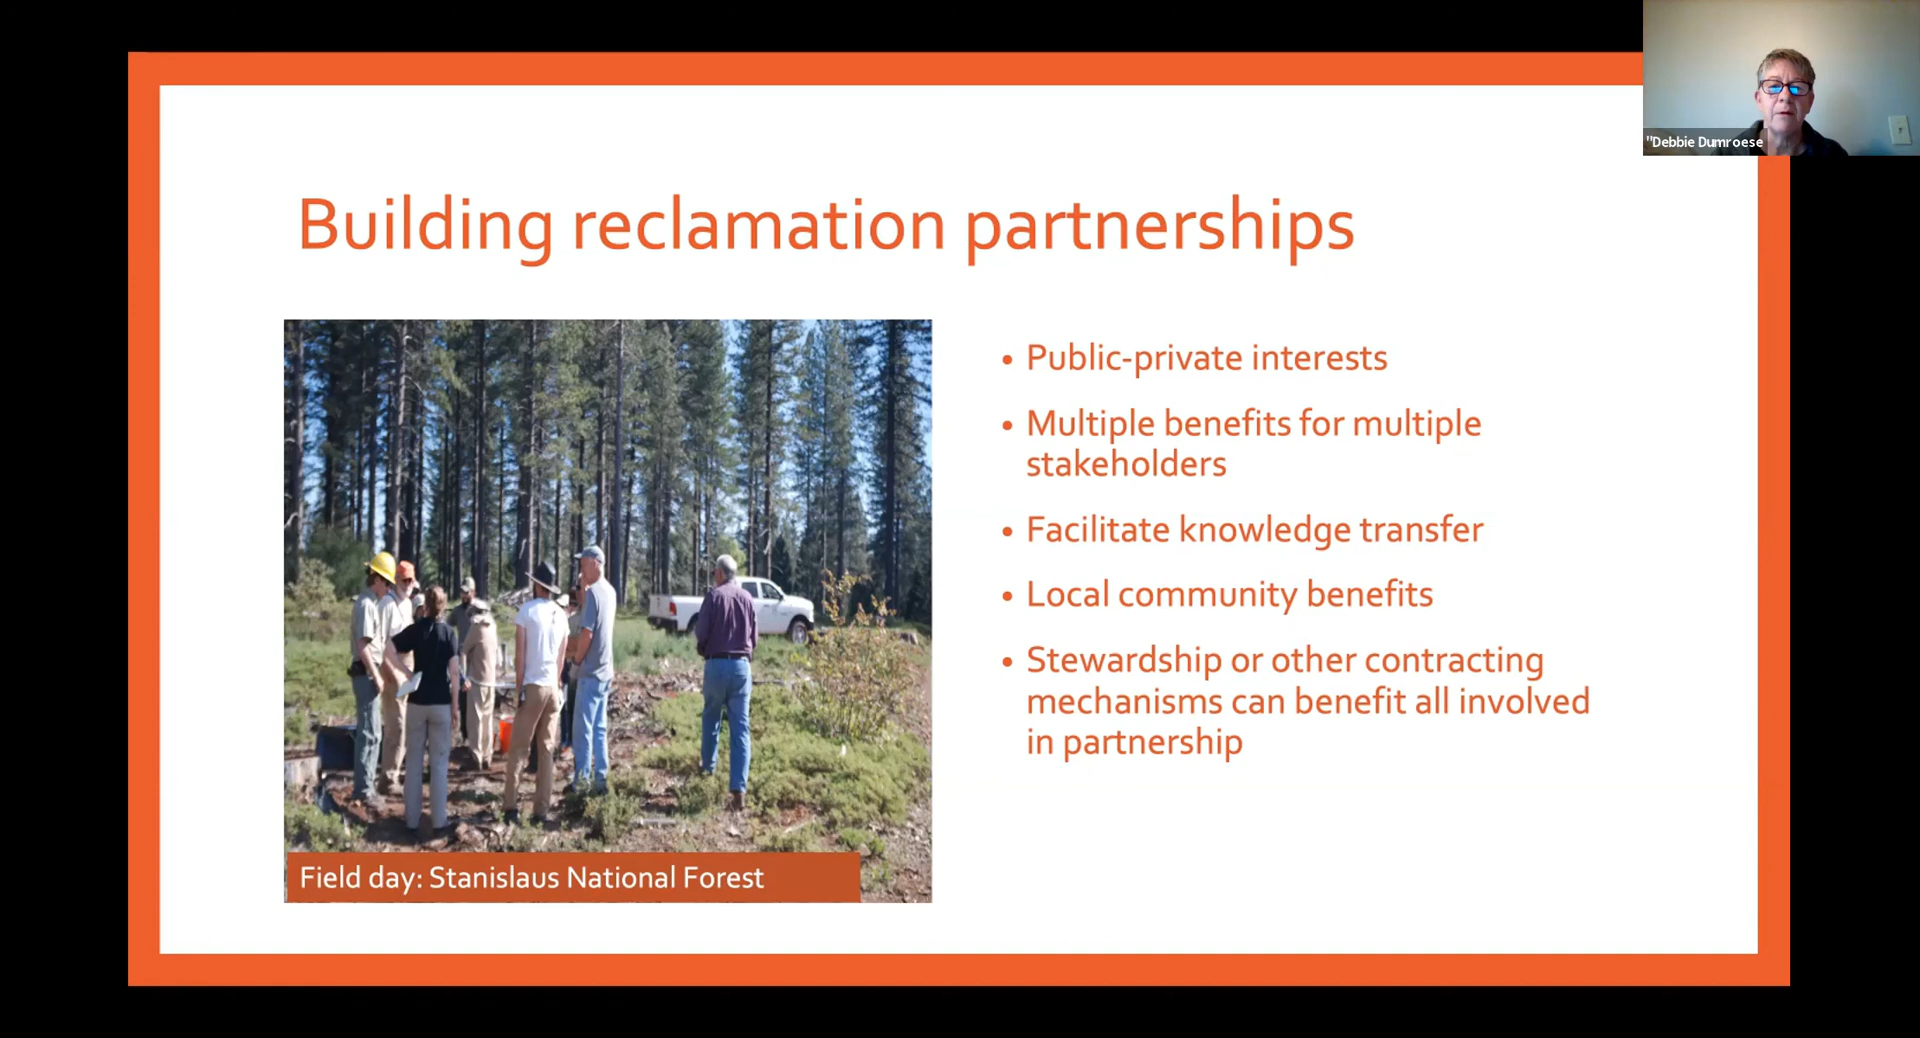 "Debbie Dumroese
Building reclamation partnerships
• Public-private interests
• Multiple benefits for multiple
stakeholders
• Facilitate knowledge transfer
• Local community benefits
• Stewardship or other contracting
mechanisms can benefit all involved
in partnership
Field day: Stanislaus National Forest